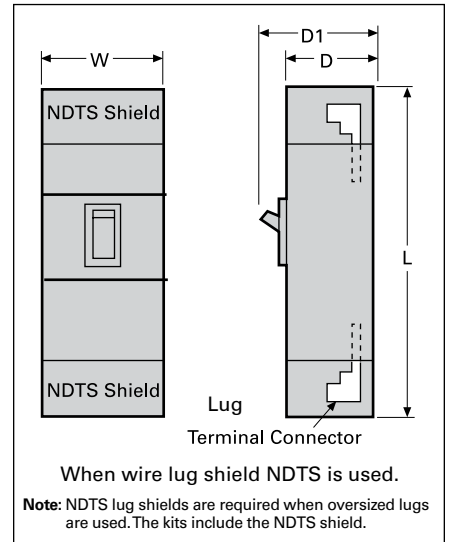 D1
W
D
NDTS Shield
L
NDTS Shield
Lug
Terminal Connector
When wire lug shield NDTS is used.
Note: NDTS lug shields are required when oversized lugs
are used. The kits include the NDTS shield.